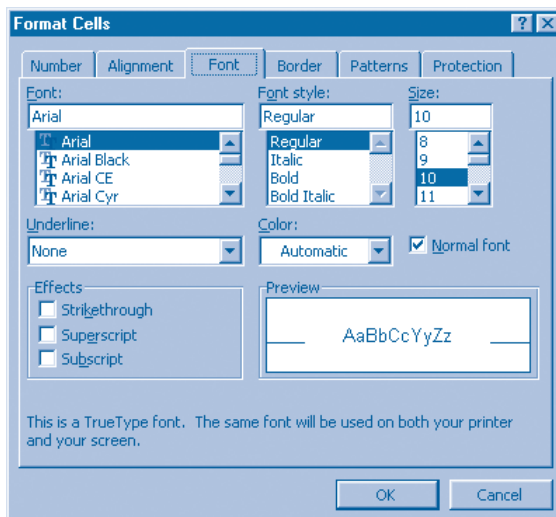 Format Cells
Number Alignment Font Border Patterns Protection
Font: Font style: Size:
Arial Regular 10
Arial Regular 8
Arial Black Italic 9
Arial CE Bold 10
Arial Cyr Bold Italic 11
Underline: Color:
None Automatic Normal font
Effects Preview
Strikethrough
Superscript AaBbCcYyZz
Subscript
This is a TrueType font. The same font will be used on both your printer
and your screen.
OK Cancel